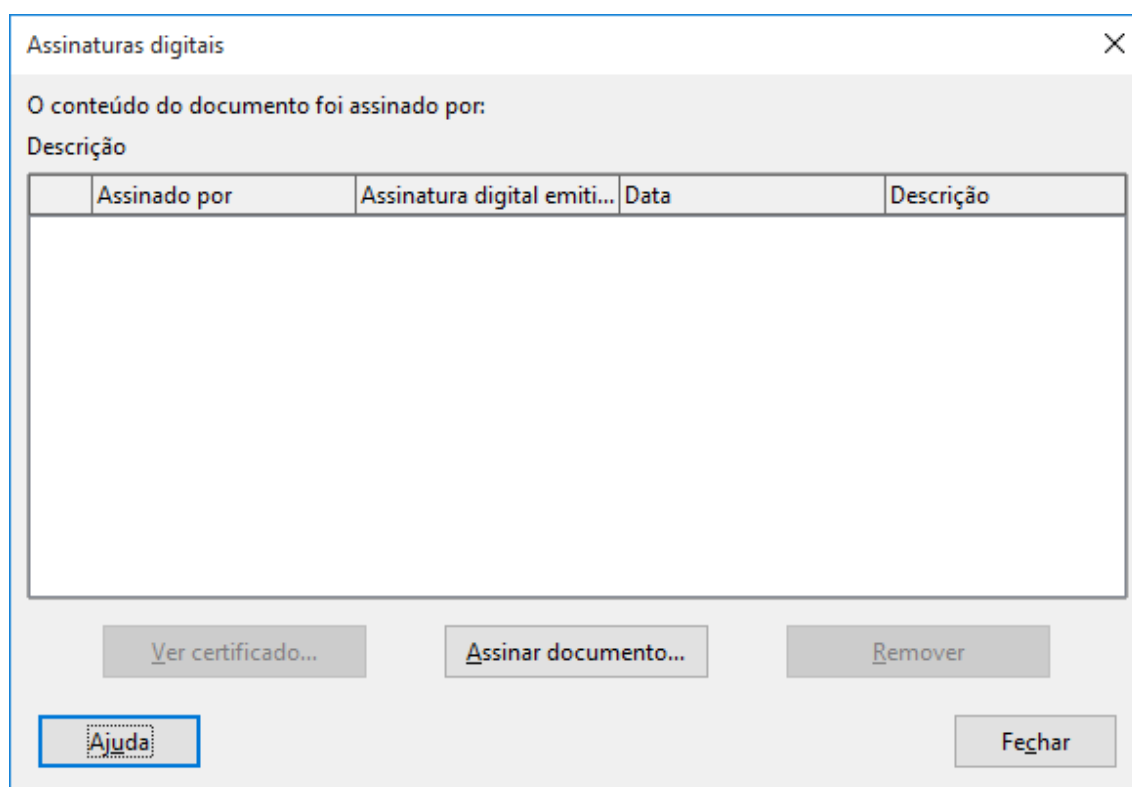 Assinaturas digitais
O conteúdo do documento foi assinado por:
Descrição
Assinado por Assinatura digital emiti... Data Descrição
Ver certificado... Assinar documento... Remover
Ajuda Fechar